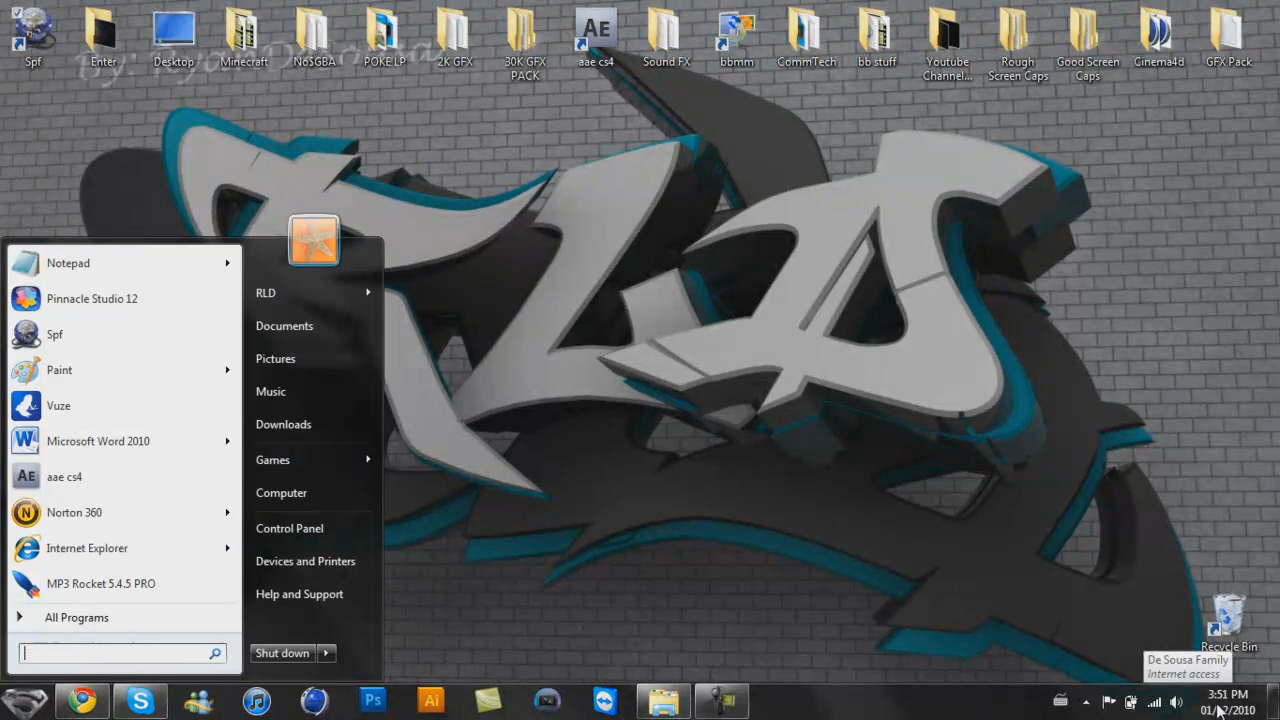 Spf
Enter
Desktop
Minecraft
No$GBA
POKE LP
2K GFX
30K GFX
PACK
AE
aae cs4
Sound FX
bbmm
CommTech
bb stuff
Youtube
Channel...
Rough
Screen Caps
Good Screen
Caps
Cinema4d
GFX Pack
Notepad
Pinnacle Studio 12
Spf
Paint
Vuze
Microsoft Word 2010
AE
aae cs4
Norton 360
Internet Explorer
MP3 Rocket 5.4.5 PRO
All Programs
RLD
Documents
Pictures
Music
Downloads
Games
Computer
Control Panel
Devices and Printers
Help and Support
Shut down
Recycle Bin
De Sousa Family
Internet access
Ps
Ai
3:51 PM